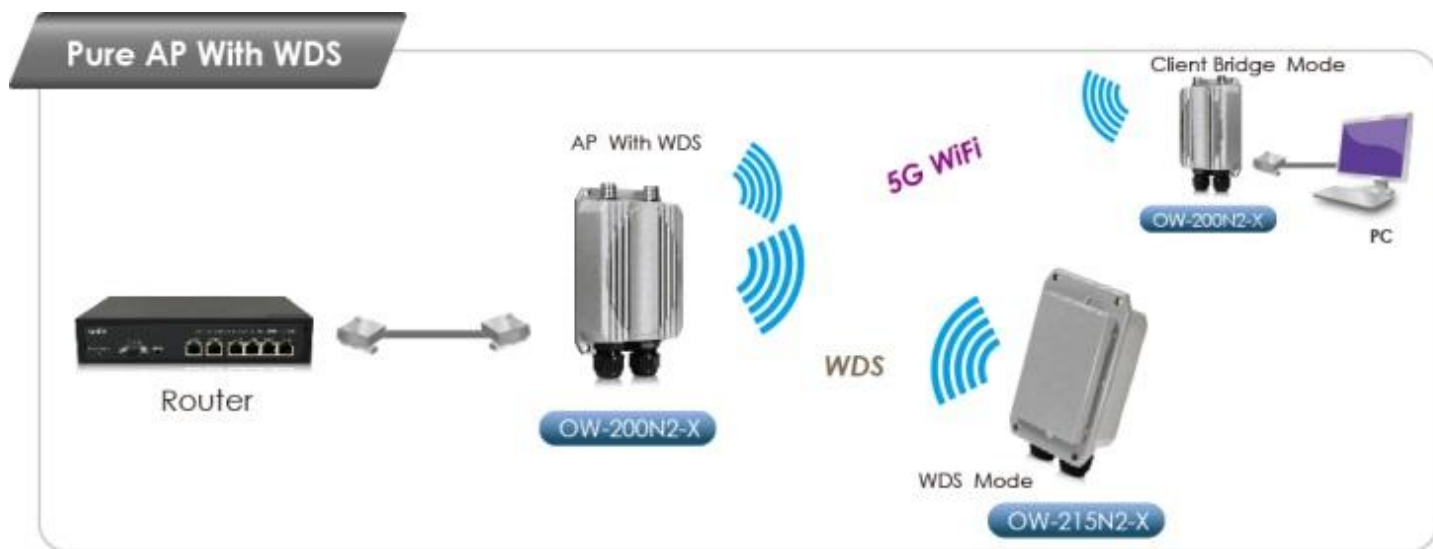 Pure AP With WDS
Client Bridge Mode
AP With WDS
5G WiFi
OW-200N2-X
PC
Router
WDS
OW-200N2-X
WDS Mode
OW-215N2-X